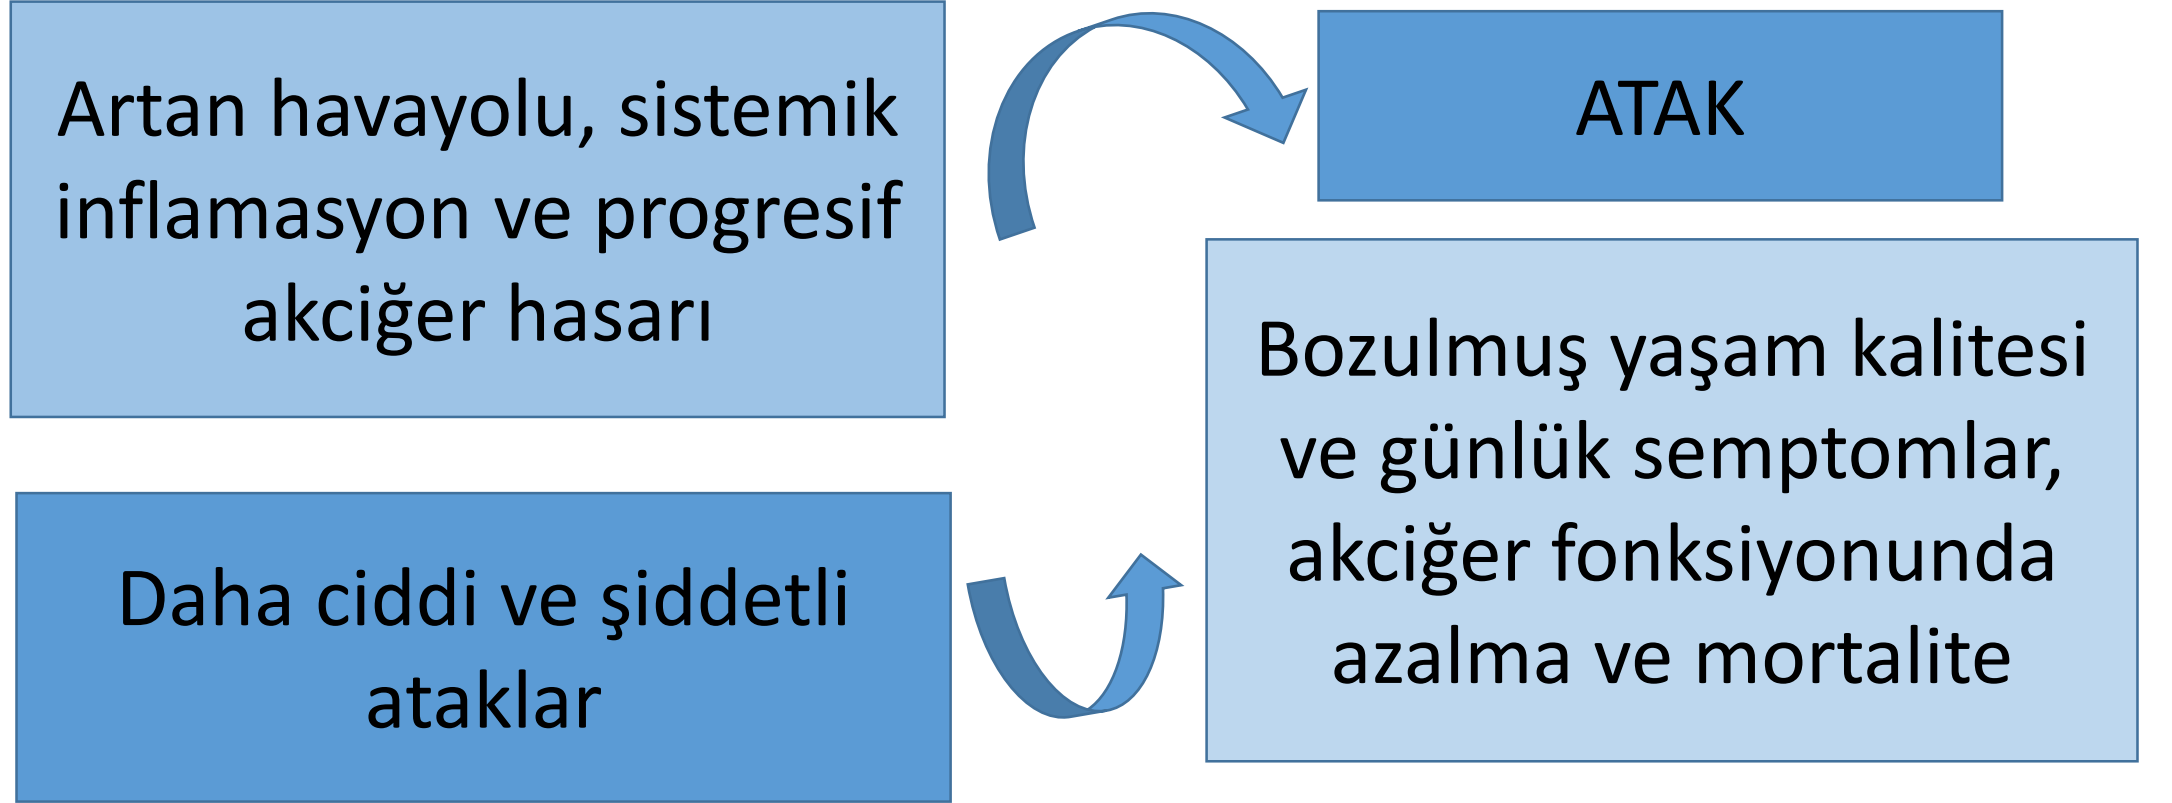 Artan havayolu, sistemik
inflamasyon ve progresif
akciğer hasarı
ATAK
Bozulmuş yaşam kalitesi
ve günlük semptomlar,
akciğer fonksiyonunda
azalma ve mortalite
Daha ciddi ve şiddetli
ataklar